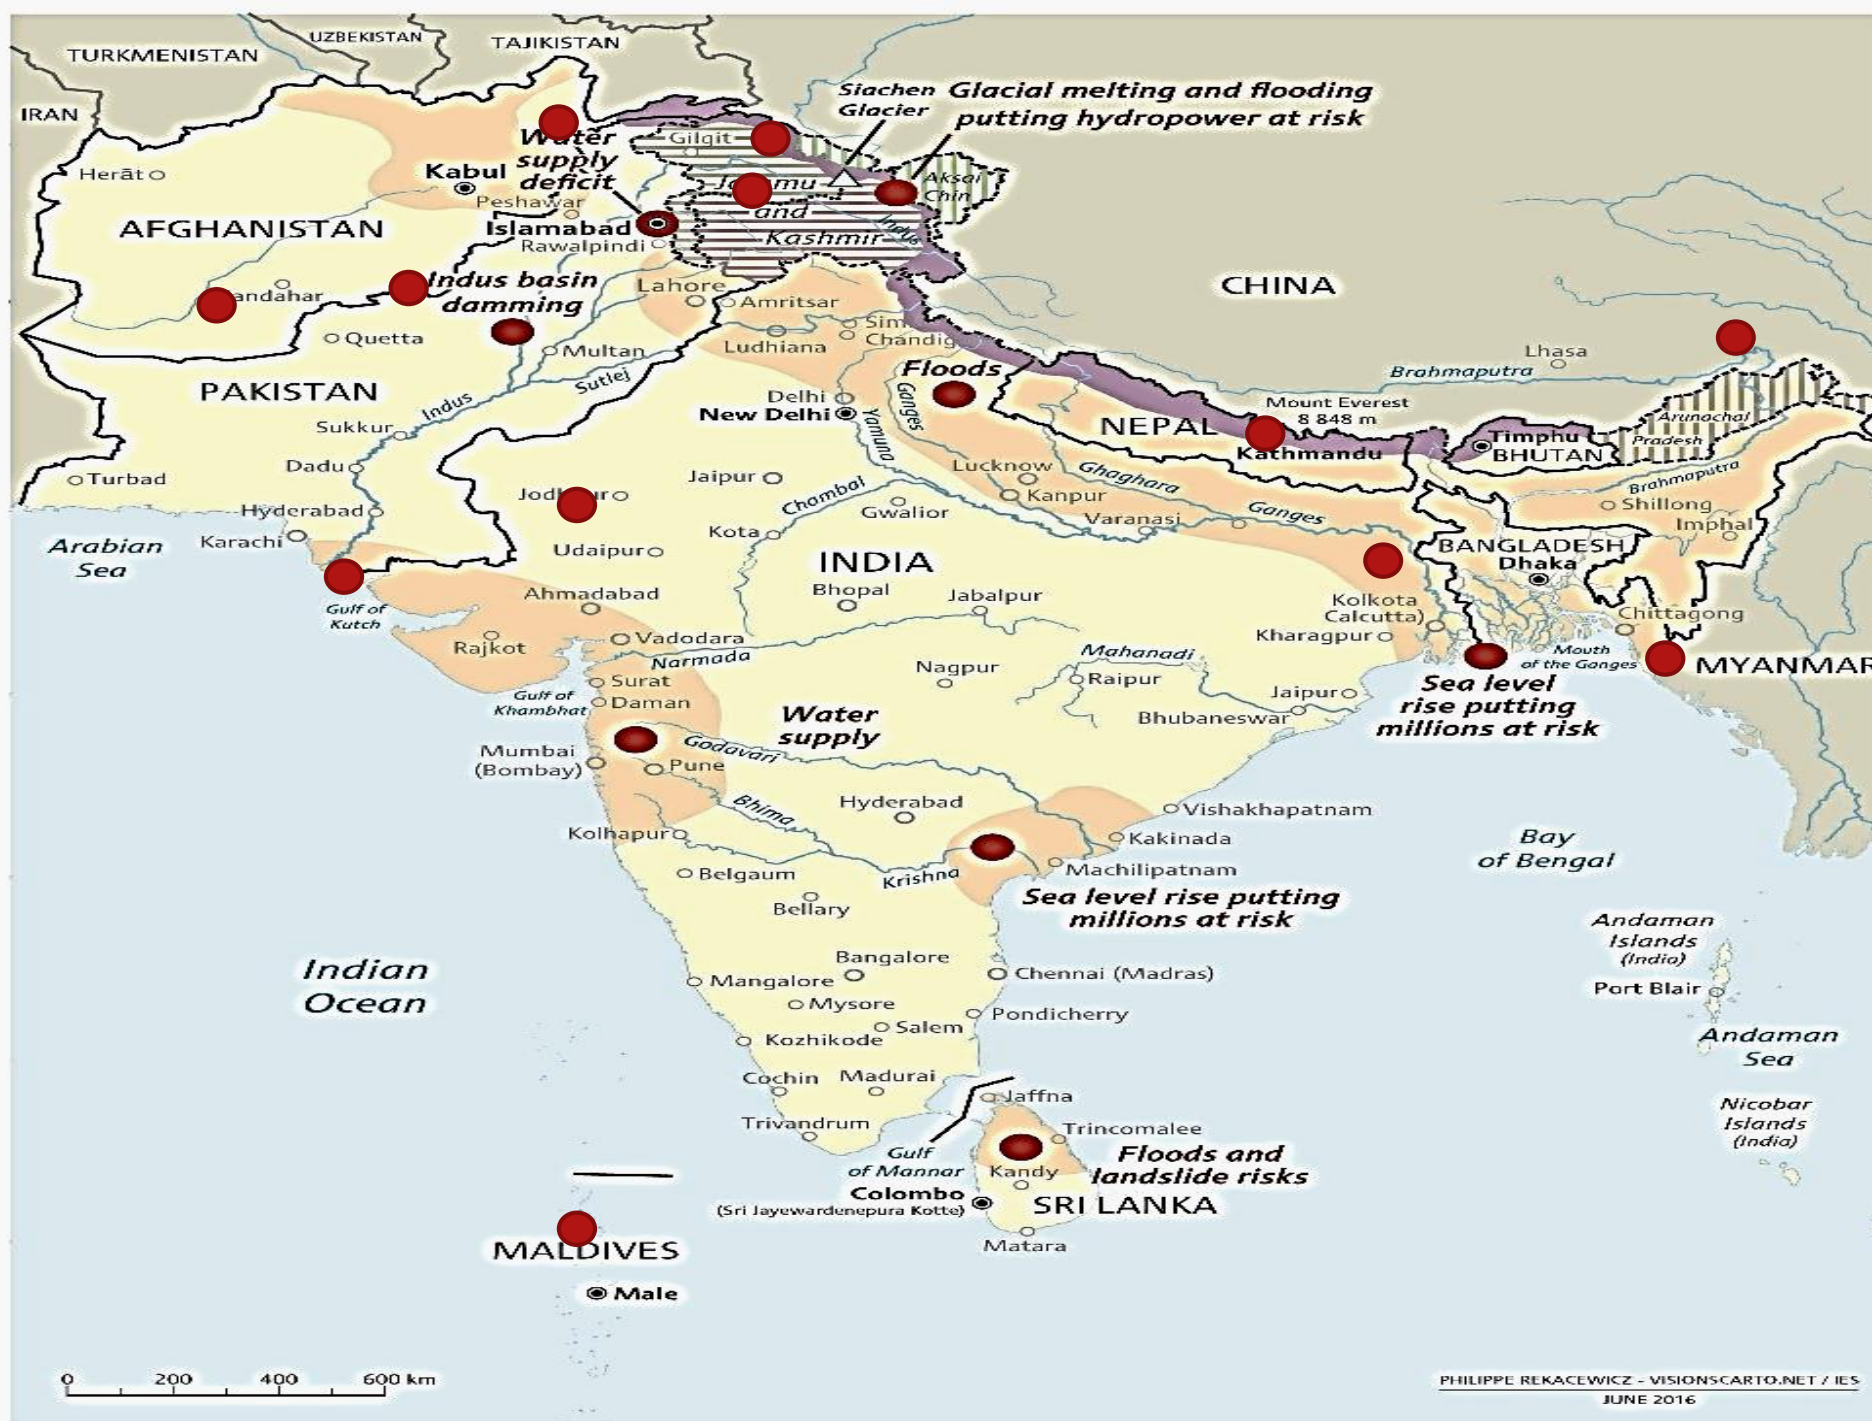 TURKMENISTAN
UZBEKISTAN
TAJIKISTAN
IRAN
Siachen
Glacier
Glacial melting and flooding
putting hydropower at risk
Water
supply
deficit
Gilgit
Aksai
Chin
Herāt
Kabul
Peshawar
Jammu
and
Kashmir
Indus
AFGHANISTAN
Islamabad
Rawalpindi
CHINA
andahar
Indus basin
damming
Lahore
Amritsar
Quetta
Multan
Ludhiana
Sim
Chandig
Lhasa
Brahmaputra
PAKISTAN
Indus
Sutlej
Floods
Delhi
New Delhi
Ganges
Yamuna
NEPAL
Mount Everest
8 848 m
Kathmandu
Timphu
BHUTAN
Arunachal
Pradesh
Sukkur
Dadu
Turbad
Jaipur
Lucknow
Ghaghara
Brahmaputra
Jodhpur
Chambal
Kanpur
Shillong
Hyderabad
Gwalior
Varanasi
Ganges
Imphal
Karachi
Kota
Arabian
Sea
Udaipur
INDIA
BANGLADESH
Dhaka
Gulf of
Kutch
Ahmadabad
Bhopal
Jabalpur
Kolkota
Calcutta)
Chittagong
Rajkot
Vadodara
Kharagpur
Narmada
Nagpur
Mahanadi
Raipur
Mouth
of the Ganges
MYANMAR
Gulf of
Khambhat
Surat
Daman
Jaipur
Bhubaneswar
Sea level
rise putting
millions at risk
Water
supply
Mumbai
(Bombay)
Godavari
Pune
Bhima
Hyderabad
Vishakhapatnam
Kolhapur
Kakinada
Bay
of Bengal
Belgaum
Krishna
Machilipatnam
Bellary
Sea level rise putting
millions at risk
Andaman
Islands
(India)
Indian
Ocean
Bangalore
Mangalore
Chennai (Madras)
Port Blair
Mysore
Salem
Pondicherry
Kozhikode
Andaman
Sea
Cochin
Madurai
Jaffna
Nicobar
Islands
(India)
Trivandrum
Trincomalee
Gulf
of Mannar
Kandy
Floods and
landslide risks
Colombo
(Sri Jayewardenepura Kotte)
SRI LANKA
Matara
MALDIVES
Male
0 200 400 600 km
PHILIPPE REKACEWICZ - VISIONSCARTO.NET / IES
JUNE 2016